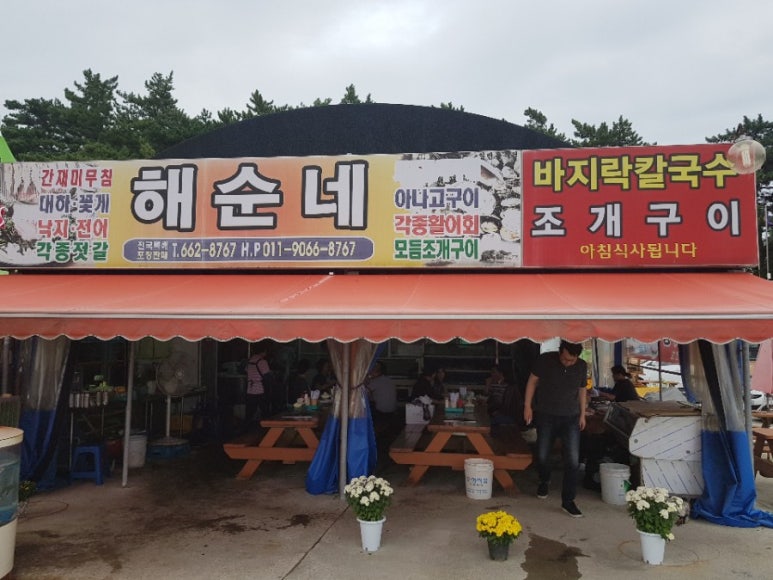 간재미무침
대하·꽃게
낙지·전어
각종젓갈
해순네
전국택배
포장판매
T.662-8767 H.P 011-9066-8767
아나고구이
각종활어회
모듬조개구이
바지락칼국수
조개구이
아침식사됩니다